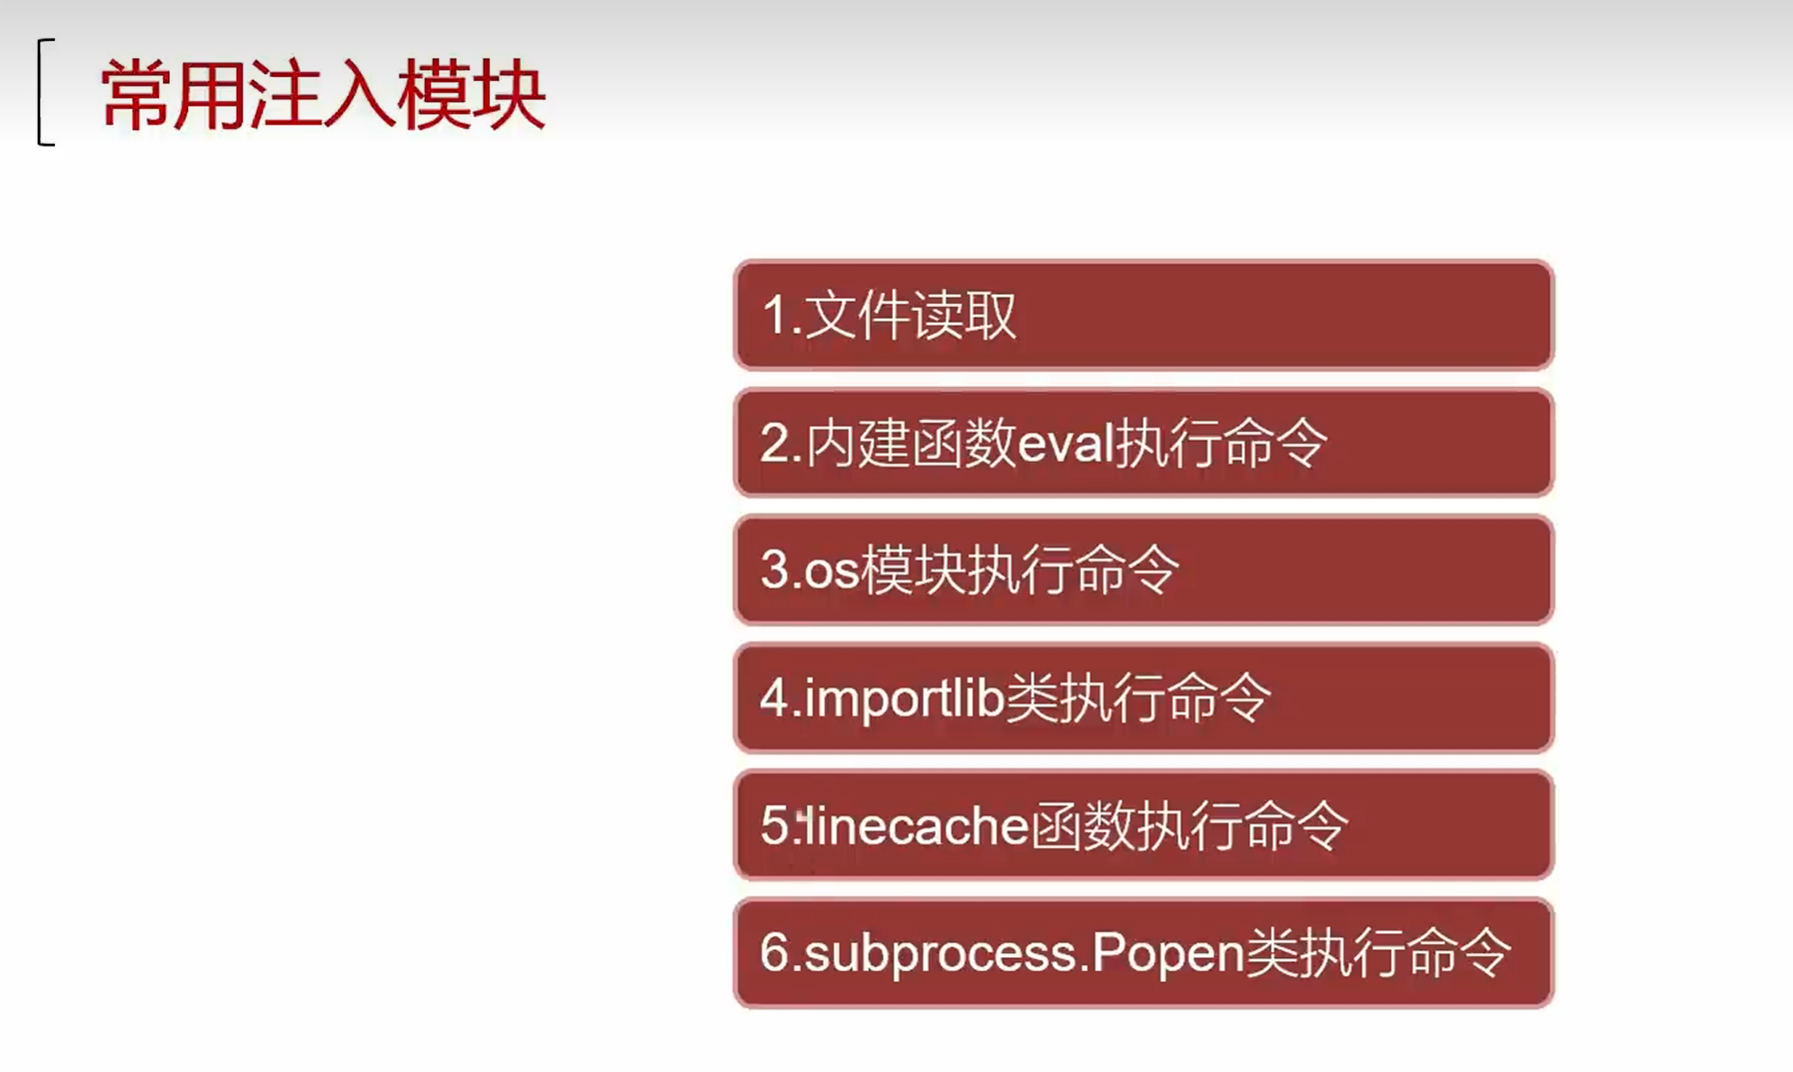 常用注入模块
1.文件读取
2.内建函数eval执行命令
3.os模块执行命令
4.importlib类执行命令
5.linecache函数执行命令
6.subprocess.Popen类执行命令